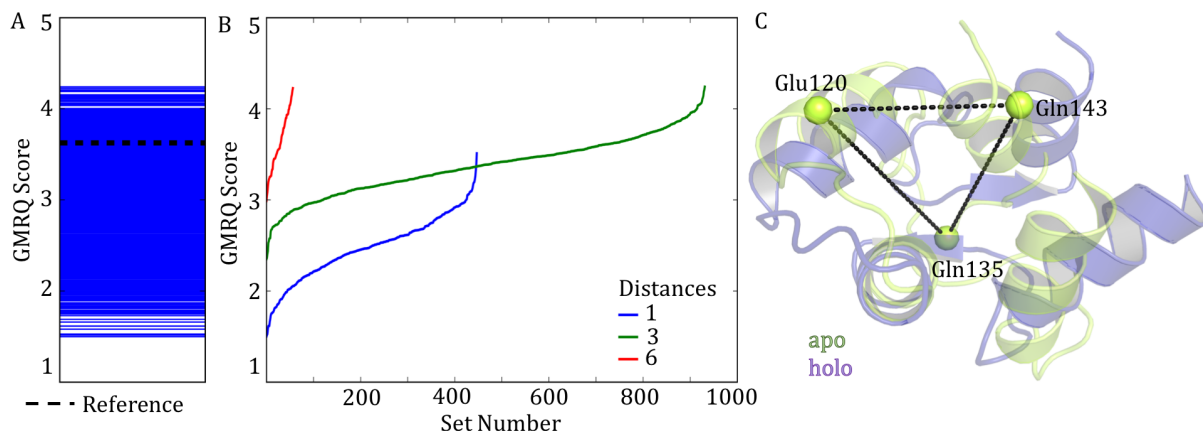 A
GMRQ Score
5
4
3
2
1
Reference
B
GMRQ Score
5
4
3
2
1
200
400
600
800
1000
Set Number
Distances
1
3
6
C
Glu120
Gln143
Gln135
apo
holo